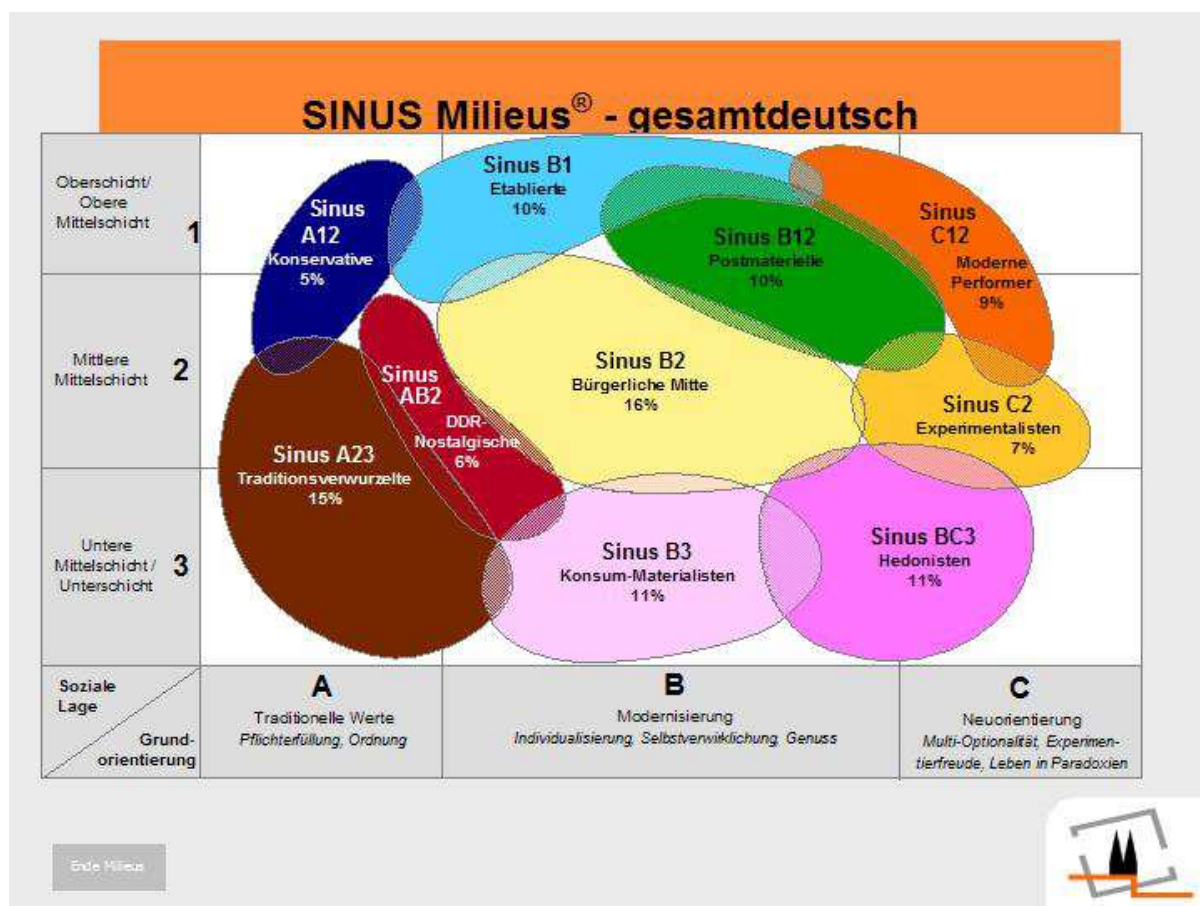 SINUS Milieus® - gesamtdeutsch
Oberschicht/
Obere
Mittelschicht
1
Sinus
A12
Konservative
5%
Sinus B1
Etablierte
10%
Sinus B12
Postmaterielle
10%
Sinus
C12
Moderne
Performer
9%
Mittlere
Mittelschicht
2
Sinus
AB2
DDR-
Nostalgische
6%
Sinus B2
Bürgerliche Mitte
16%
Sinus C2
Experimentalisten
7%
Sinus A23
Traditionsverwurzelte
15%
Untere
Mittelschicht /
Unterschicht
3
Sinus B3
Konsum-Materialisten
11%
Sinus BC3
Hedonisten
11%
Soziale
Lage
Grund-
orientierung
A
Traditionelle Werte
Pflichterfüllung, Ordnung
B
Modernisierung
Individualisierung, Selbstverwirklichung, Genuss
C
Neuorientierung
Multi-Optionalität, Experimen-
tierfreude, Leben in Paradoxien
Ende Milieus